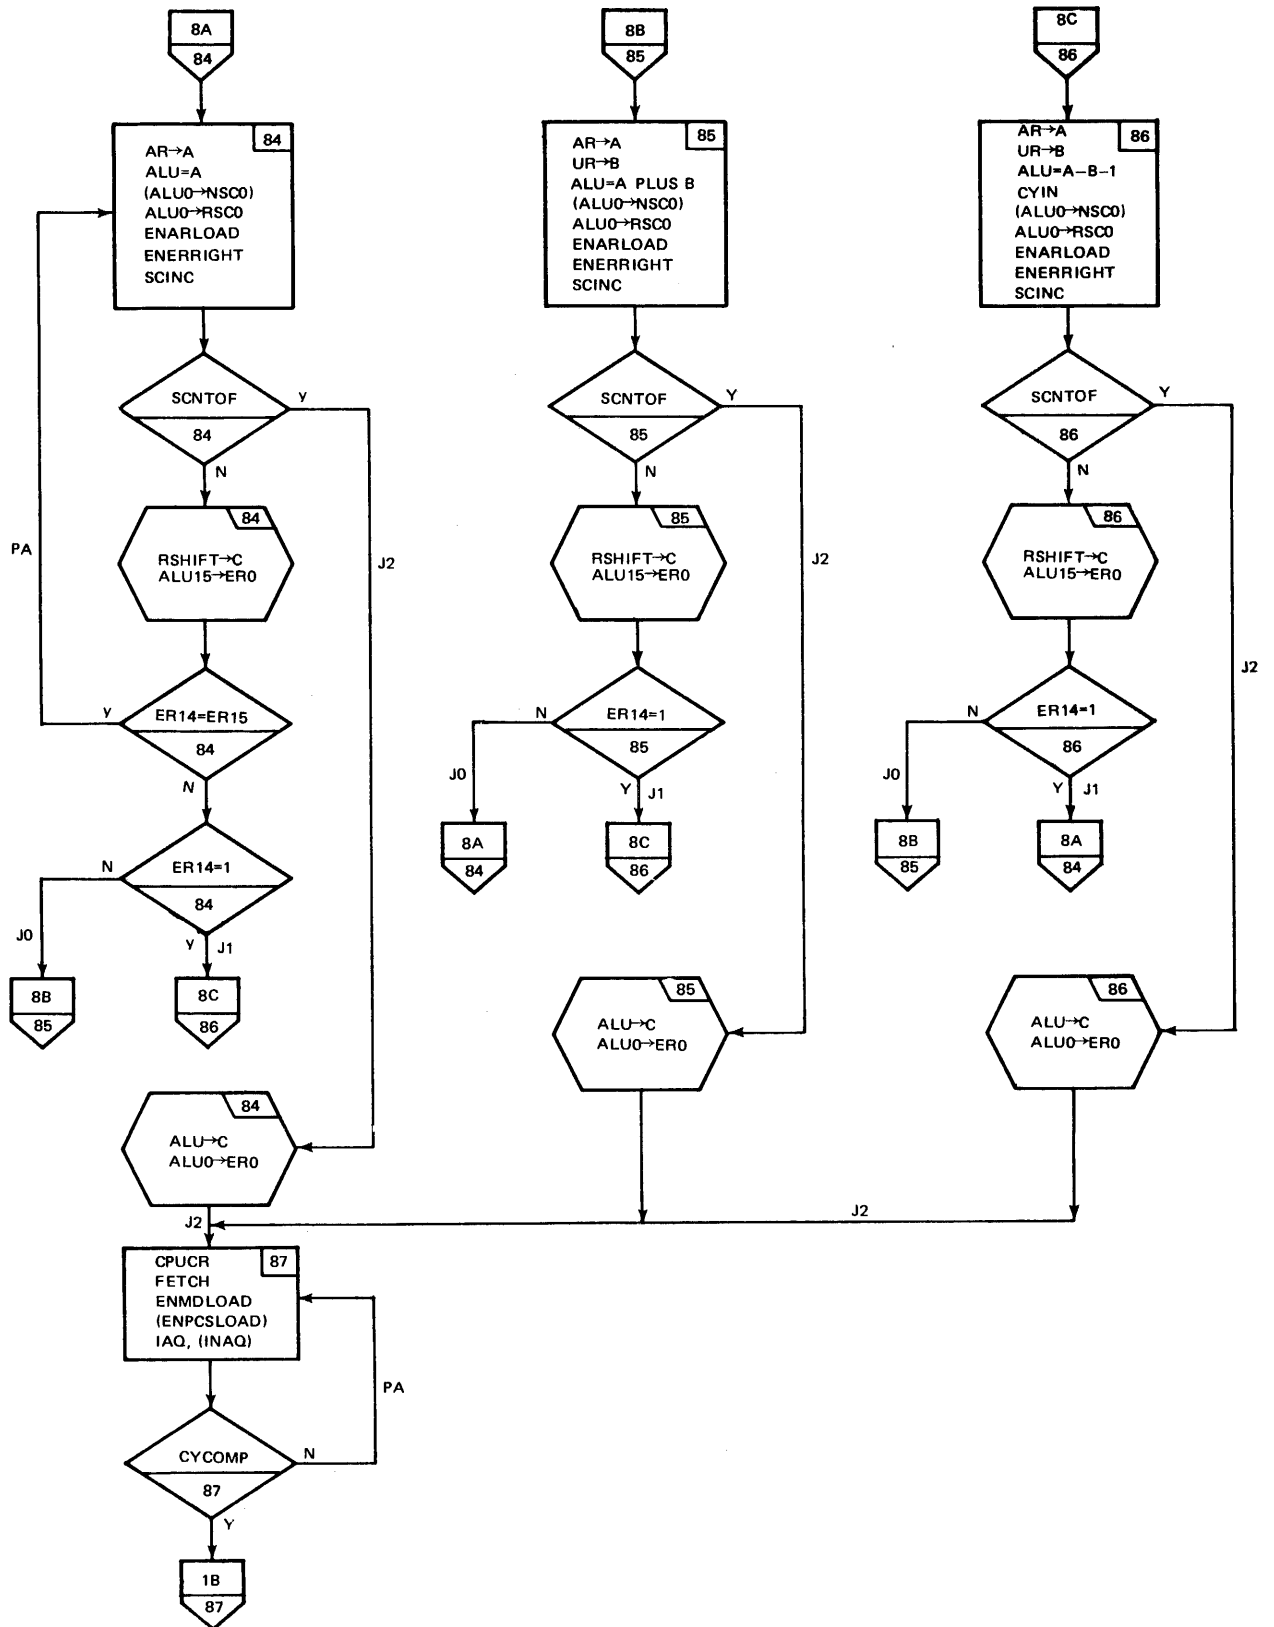 8A
84
84
AR→A
ALU=A
(ALU0→NSC0)
ALU0→RSC0
ENARLOAD
ENERRIGHT
SCINC
SCNTOF
84
y
N
84
RSHIFT→C
ALU15→ER0
PA
J2
ER14=ER15
84
y
N
ER14=1
84
N
J0
y
J1
8B
85
8C
86
84
ALU→C
ALU0→ER0
J2
87
CPUCR
FETCH
ENMDLOAD
(ENPCSLOAD)
IAQ, (INAQ)
PA
CYCOMP
87
N
Y
1B
87
8B
85
85
AR→A
UR→B
ALU=A PLUS B
(ALU0→NSC0)
ALU0→RSC0
ENARLOAD
ENERRIGHT
SCINC
SCNTOF
85
Y
N
85
RSHIFT→C
ALU15→ER0
J2
ER14=1
85
N
J0
Y
J1
8A
84
8C
86
85
ALU→C
ALU0→ER0
8C
86
86
AR→A
UR→B
ALU=A-B-1
CYIN
(ALU0→NSC0)
ALU0→RSC0
ENARLOAD
ENERRIGHT
SCINC
SCNTOF
86
Y
N
86
RSHIFT→C
ALU15→ER0
J2
ER14=1
86
N
J0
Y
J1
8B
85
8A
84
86
ALU→C
ALU0→ER0
J2